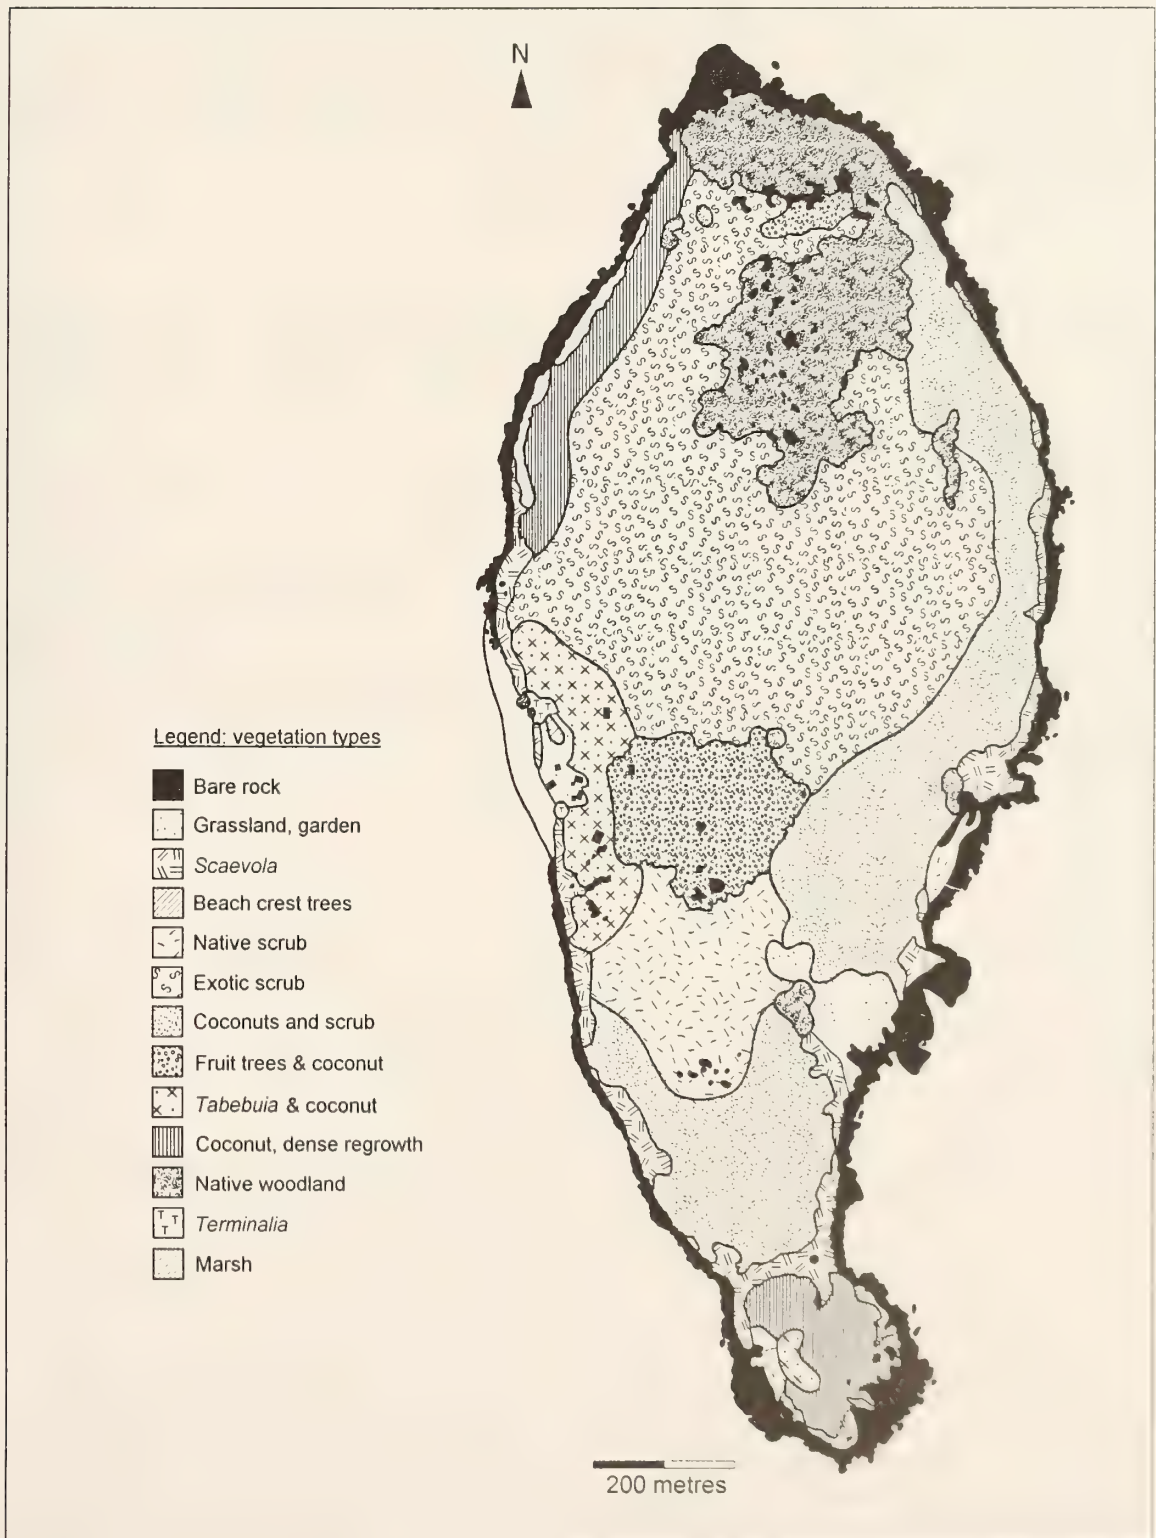 N
Legend: vegetation types
Bare rock
Grassland, garden
Scaevola
Beach crest trees
Native scrub
Exotic scrub
Coconuts and scrub
Fruit trees & coconut
Tabebuia & coconut
Coconut, dense regrowth
Native woodland
Terminalia
Marsh
200 metres